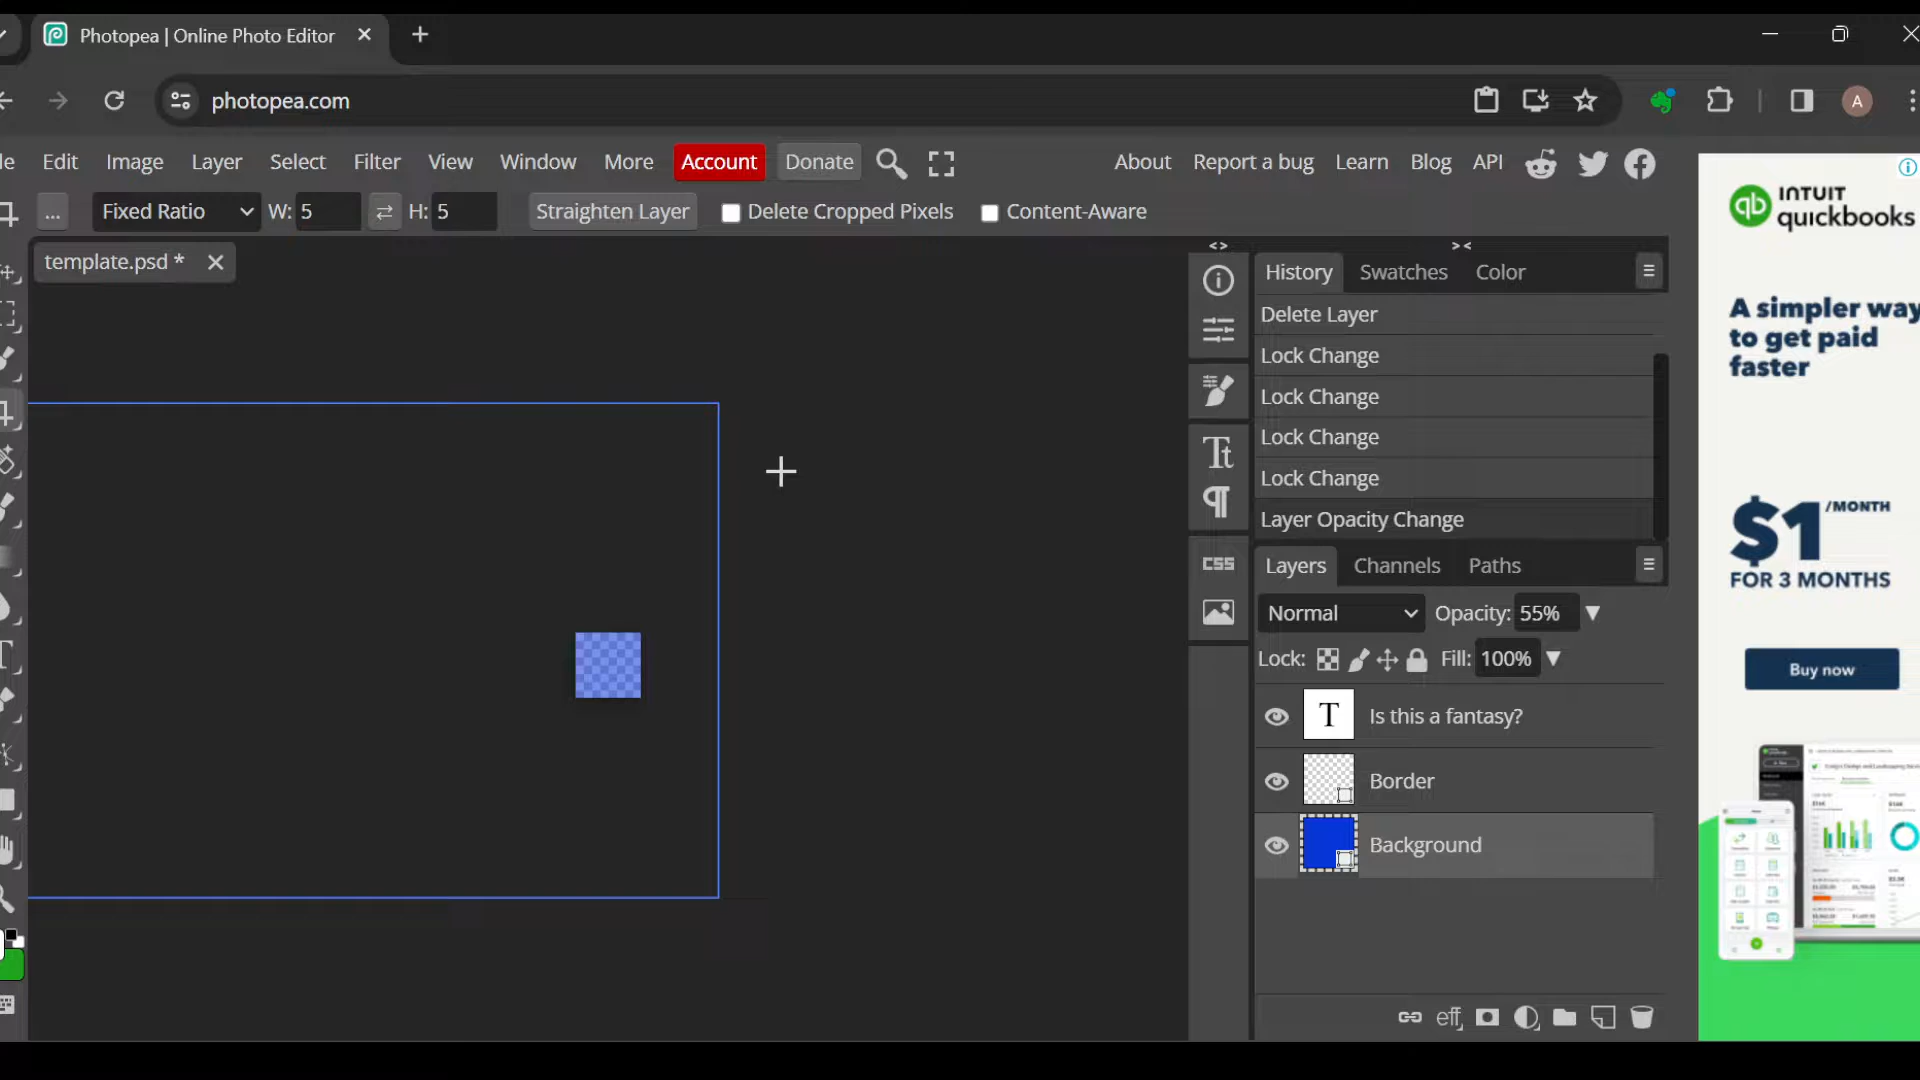 Photopea | Online Photo Editor
photopea.com
A
le Edit Image Layer Select Filter View Window More Account Donate About Report a bug Learn Blog API
... Fixed Ratio W: 5 H: 5 Straighten Layer Delete Cropped Pixels Content-Aware
template.psd *
History Swatches Color
Delete Layer
Lock Change
Lock Change
Lock Change
Lock Change
Layer Opacity Change
CSS
Layers Channels Paths
Normal Opacity: 55%
Lock: Fill: 100%
T Is this a fantasy?
Border
Background
eff
qb INTUIT
quickbooks
A simpler way
to get paid
faster
$1 /MONTH
FOR 3 MONTHS
Buy now